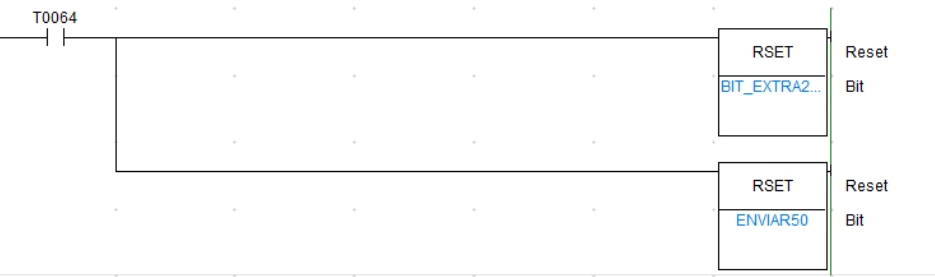 T0064
RSET Reset
BIT_EXTRA2... Bit
RSET Reset
ENVIAR50 Bit